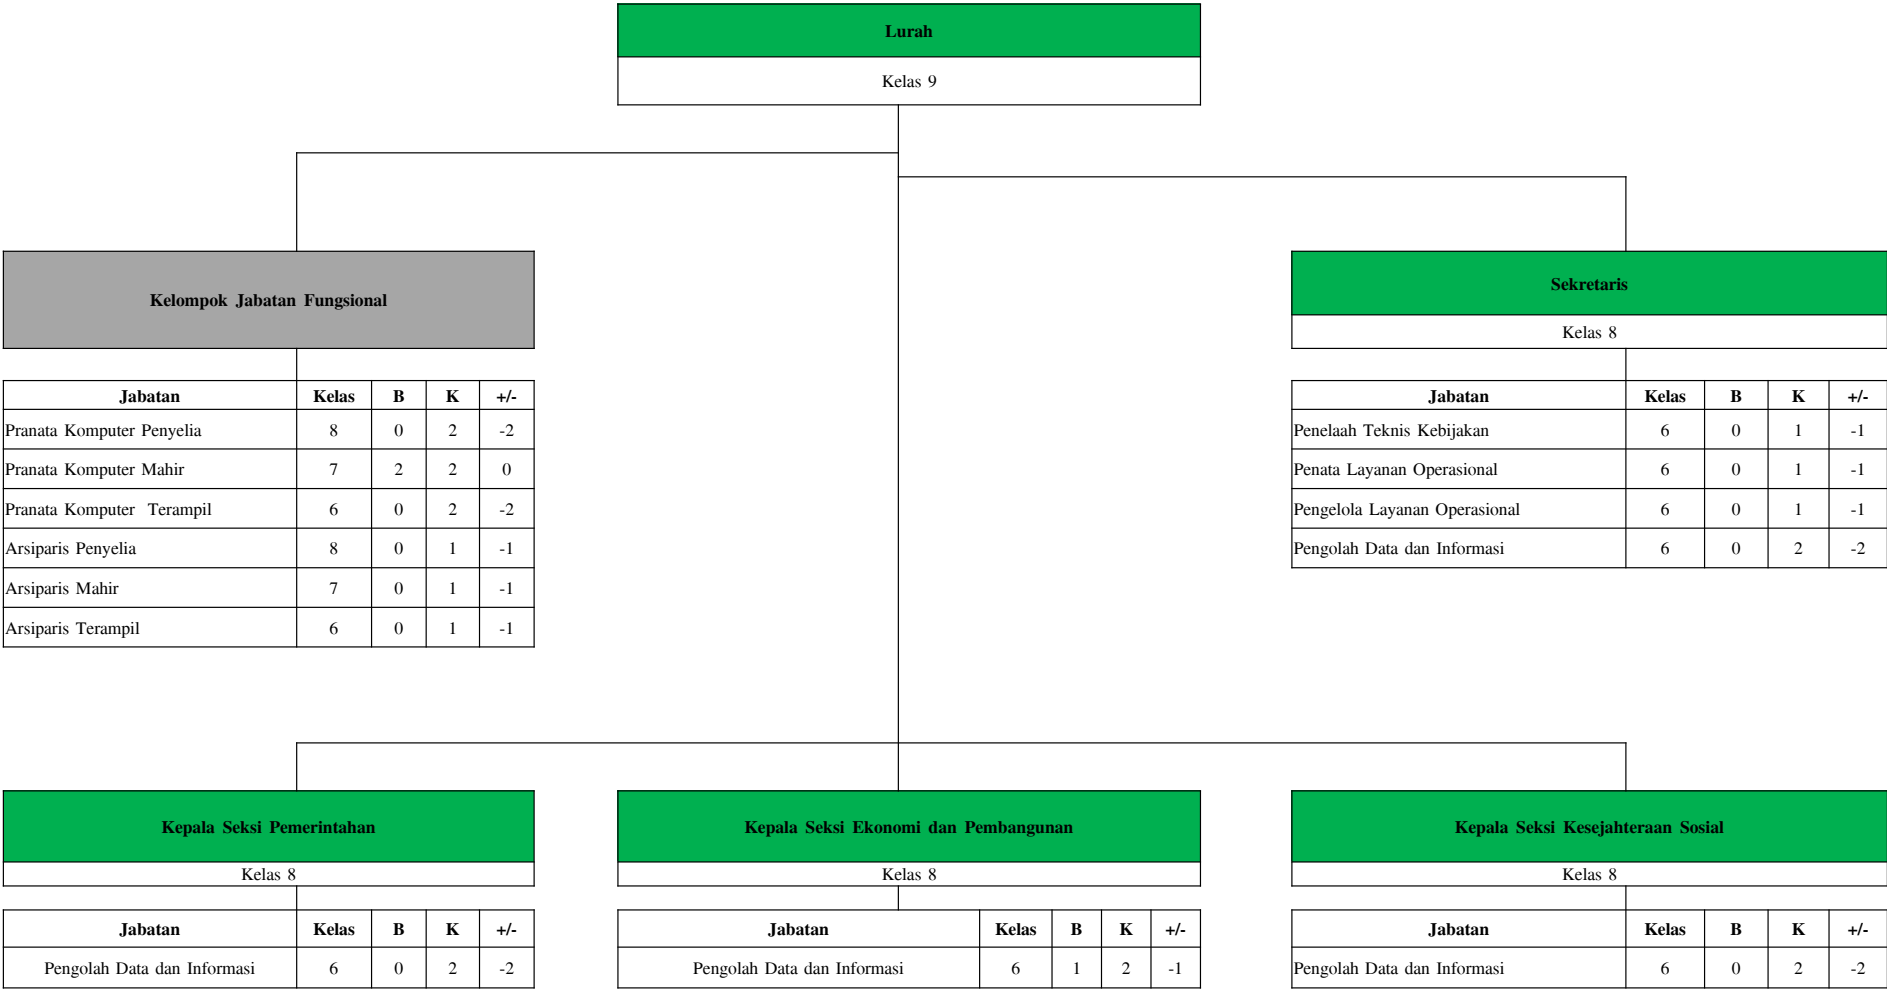 Lurah
Kelas 9
Kelompok Jabatan Fungsional
Jabatan Kelas B K +/-
Pranata Komputer Penyelia 8 0 2 -2
Pranata Komputer Mahir 7 2 2 0
Pranata Komputer Terampil 6 0 2 -2
Arsiparis Penyelia 8 0 1 -1
Arsiparis Mahir 7 0 1 -1
Arsiparis Terampil 6 0 1 -1
Sekretaris
Kelas 8
Jabatan Kelas B K +/-
Penelaah Teknis Kebijakan 6 0 1 -1
Penata Layanan Operasional 6 0 1 -1
Pengelola Layanan Operasional 6 0 1 -1
Pengolah Data dan Informasi 6 0 2 -2
Kepala Seksi Pemerintahan
Kelas 8
Jabatan Kelas B K +/-
Pengolah Data dan Informasi 6 0 2 -2
Kepala Seksi Ekonomi dan Pembangunan
Kelas 8
Jabatan Kelas B K +/-
Pengolah Data dan Informasi 6 1 2 -1
Kepala Seksi Kesejahteraan Sosial
Kelas 8
Jabatan Kelas B K +/-
Pengolah Data dan Informasi 6 0 2 -2